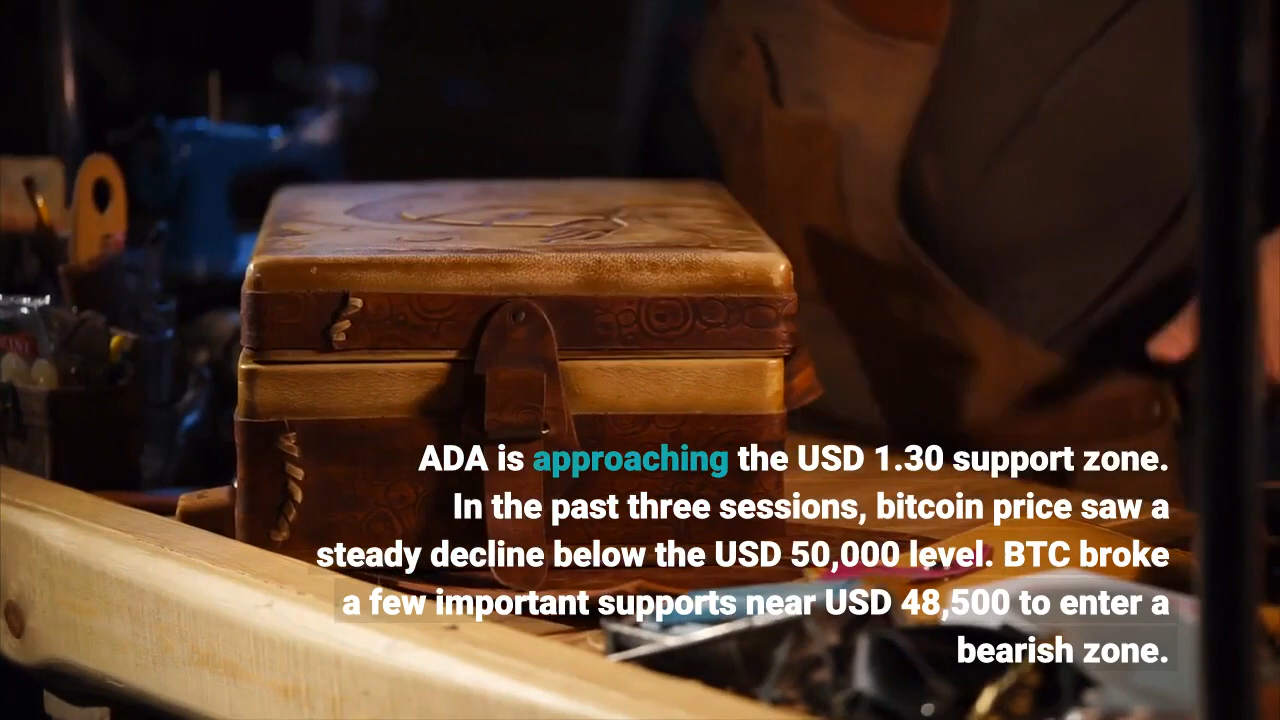 ADA is approaching the USD 1.30 support zone.
In the past three sessions, bitcoin price saw a
steady decline below the USD 50,000 level. BTC broke
a few important supports near USD 48,500 to enter a
bearish zone.